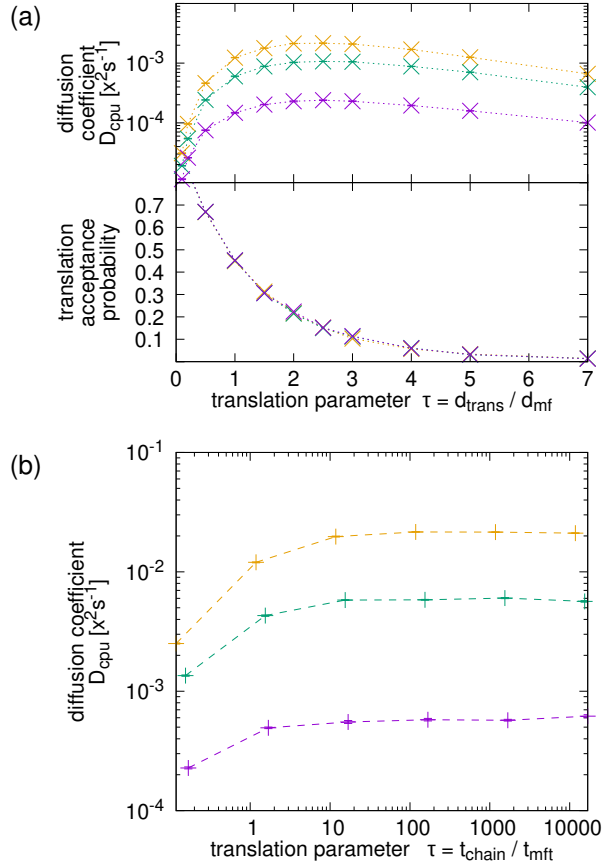 (a)
diffusion
coefficient
D_cpu [x²s⁻¹]
10⁻³
10⁻⁴
translation
acceptance
probability
0.7
0.6
0.5
0.4
0.3
0.2
0.1
0 1 2 3 4 5 6 7
translation parameter τ = d_trans / d_mf
(b)
diffusion coefficient
D_cpu [x²s⁻¹]
10⁻¹
10⁻²
10⁻³
10⁻⁴
1 10 100 1000 10000
translation parameter τ = t_chain / t_mft